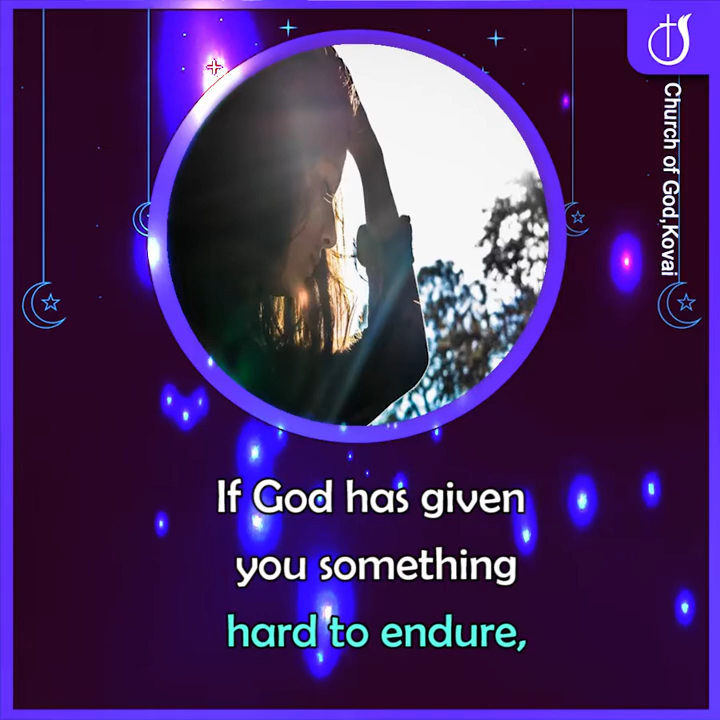 Church of God,Kovai
If God has given
you something
hard to endure,